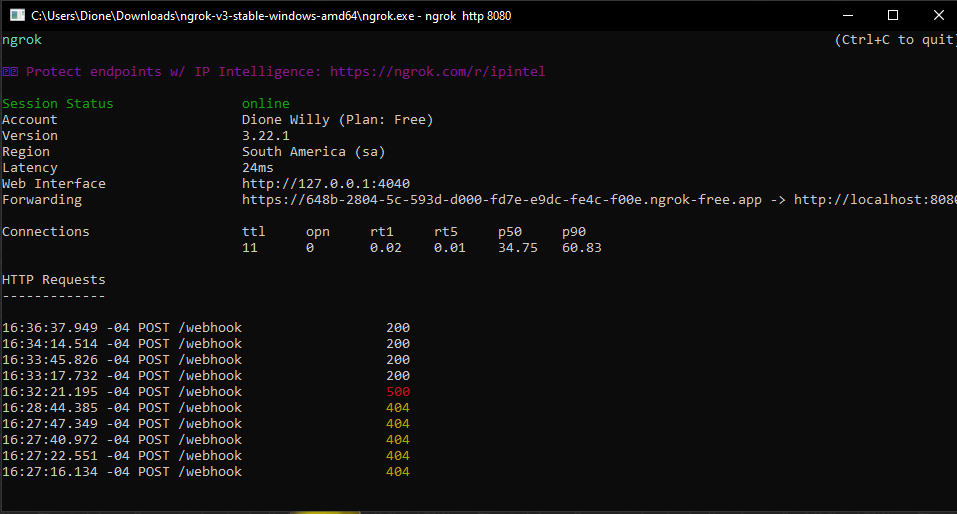 C:\Users\Dione\Downloads\ngrok-v3-stable-windows-amd64\ngrok.exe - ngrok  http 8080
ngrok (Ctrl+C to quit)
Protect endpoints w/ IP Intelligence: https://ngrok.com/r/ipintel
Session Status online
Account Dione Willy (Plan: Free)
Version 3.22.1
Region South America (sa)
Latency 24ms
Web Interface http://127.0.0.1:4040
Forwarding https://648b-2804-5c-593d-d000-fd7e-e9dc-fe4c-f00e.ngrok-free.app -> http://localhost:8080
Connections ttl opn rt1 rt5 p50 p90
11 0 0.02 0.01 34.75 60.83
HTTP Requests
-------------
16:36:37.949 -04 POST /webhook 200
16:34:14.514 -04 POST /webhook 200
16:33:45.826 -04 POST /webhook 200
16:33:17.732 -04 POST /webhook 200
16:32:21.195 -04 POST /webhook 500
16:28:44.385 -04 POST /webhook 404
16:27:47.349 -04 POST /webhook 404
16:27:40.972 -04 POST /webhook 404
16:27:22.551 -04 POST /webhook 404
16:27:16.134 -04 POST /webhook 404